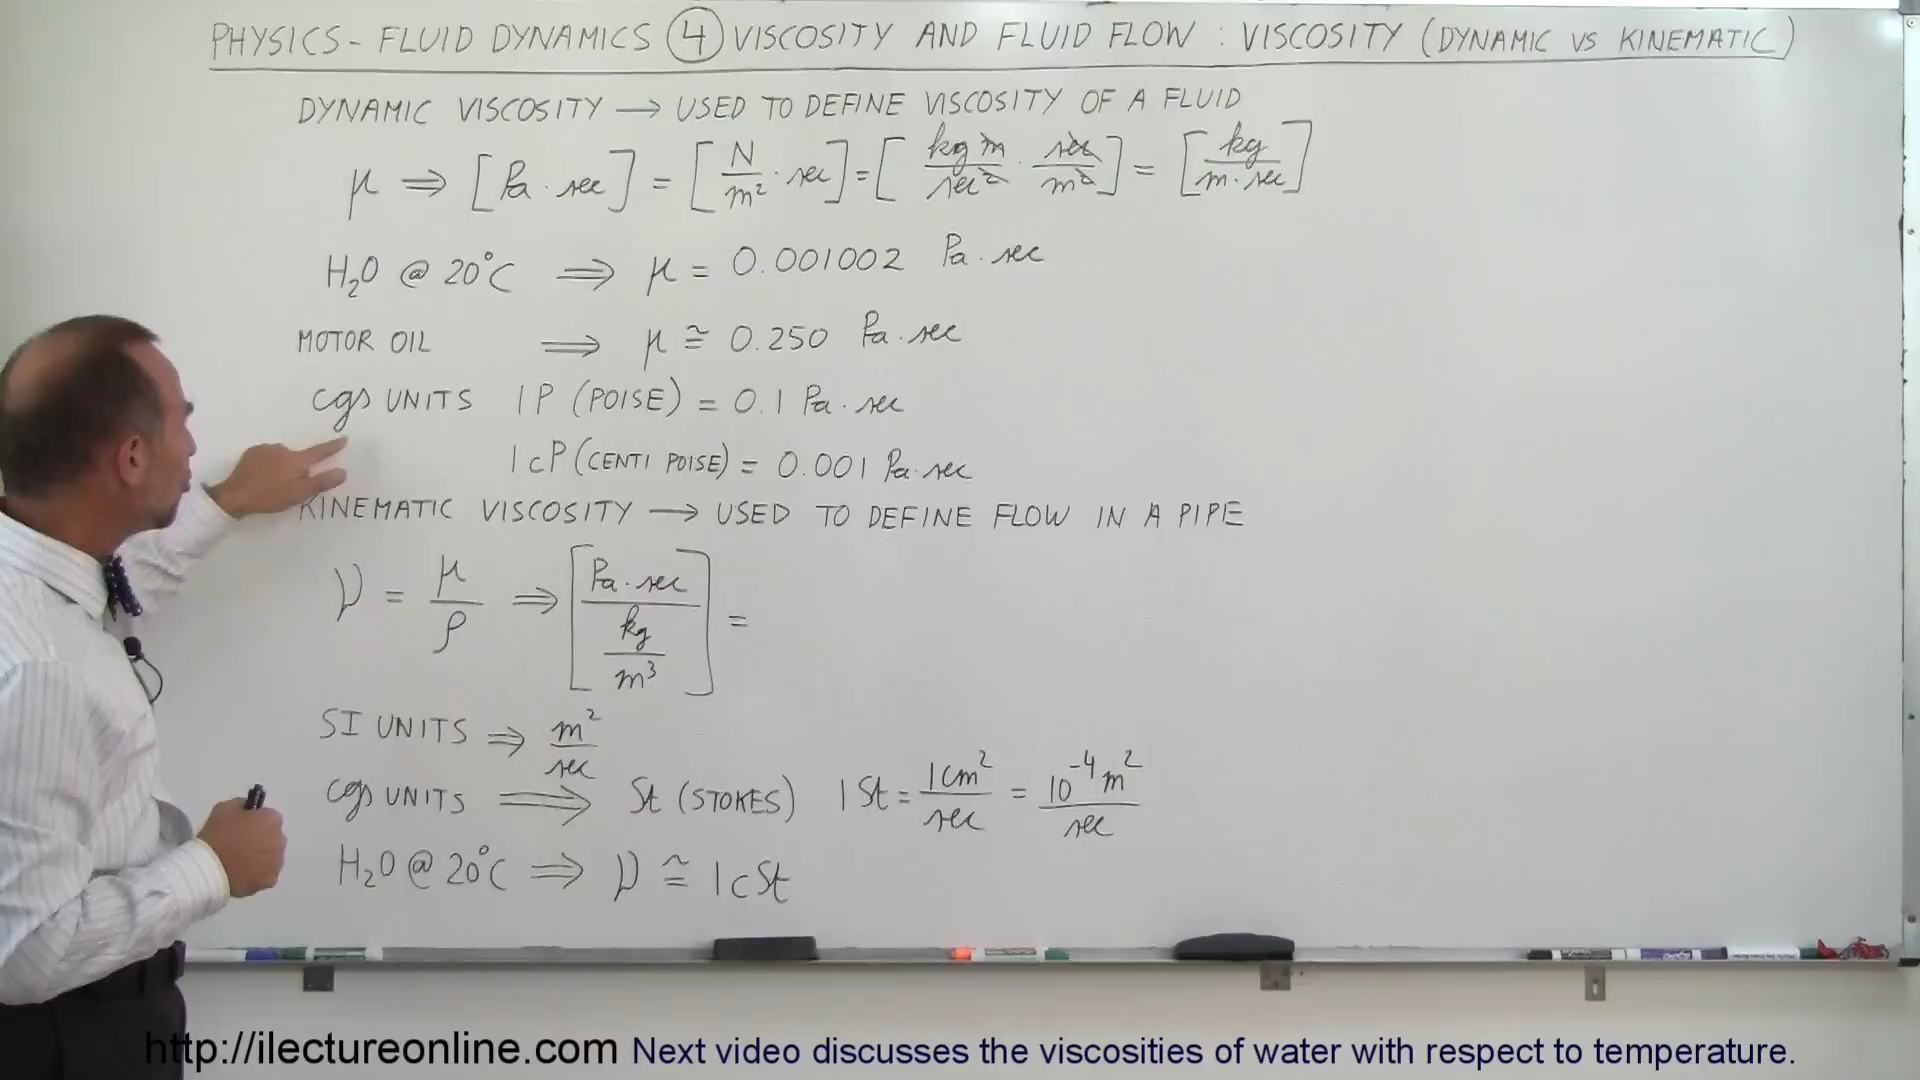 PHYSICS - FLUID DYNAMICS ④ VISCOSITY AND FLUID FLOW : VISCOSITY (DYNAMIC VS KINEMATIC)
DYNAMIC VISCOSITY → USED TO DEFINE VISCOSITY OF A FLUID
μ ⇒ [Pa · sec] = [N/m² · sec] = [kg m/sec² · sec/m²] = [kg/m · sec]
H₂O @ 20°C ⇒ μ = 0.001002 Pa · sec
MOTOR OIL ⇒ μ ≅ 0.250 Pa · sec
cgs UNITS 1 P (POISE) = 0.1 Pa · sec
1 cP (CENTI POISE) = 0.001 Pa · sec
KINEMATIC VISCOSITY → USED TO DEFINE FLOW IN A PIPE
ν = μ/ρ ⇒ [Pa · sec / kg/m³] =
SI UNITS ⇒ m²/sec
cgs UNITS ⇒ St (STOKES) 1 St = 1cm²/sec = 10⁻⁴ m²/sec
H₂O @ 20°C ⇒ ν ≅ 1 cSt
http://ilectureonline.com Next video discusses the viscosities of water with respect to temperature.